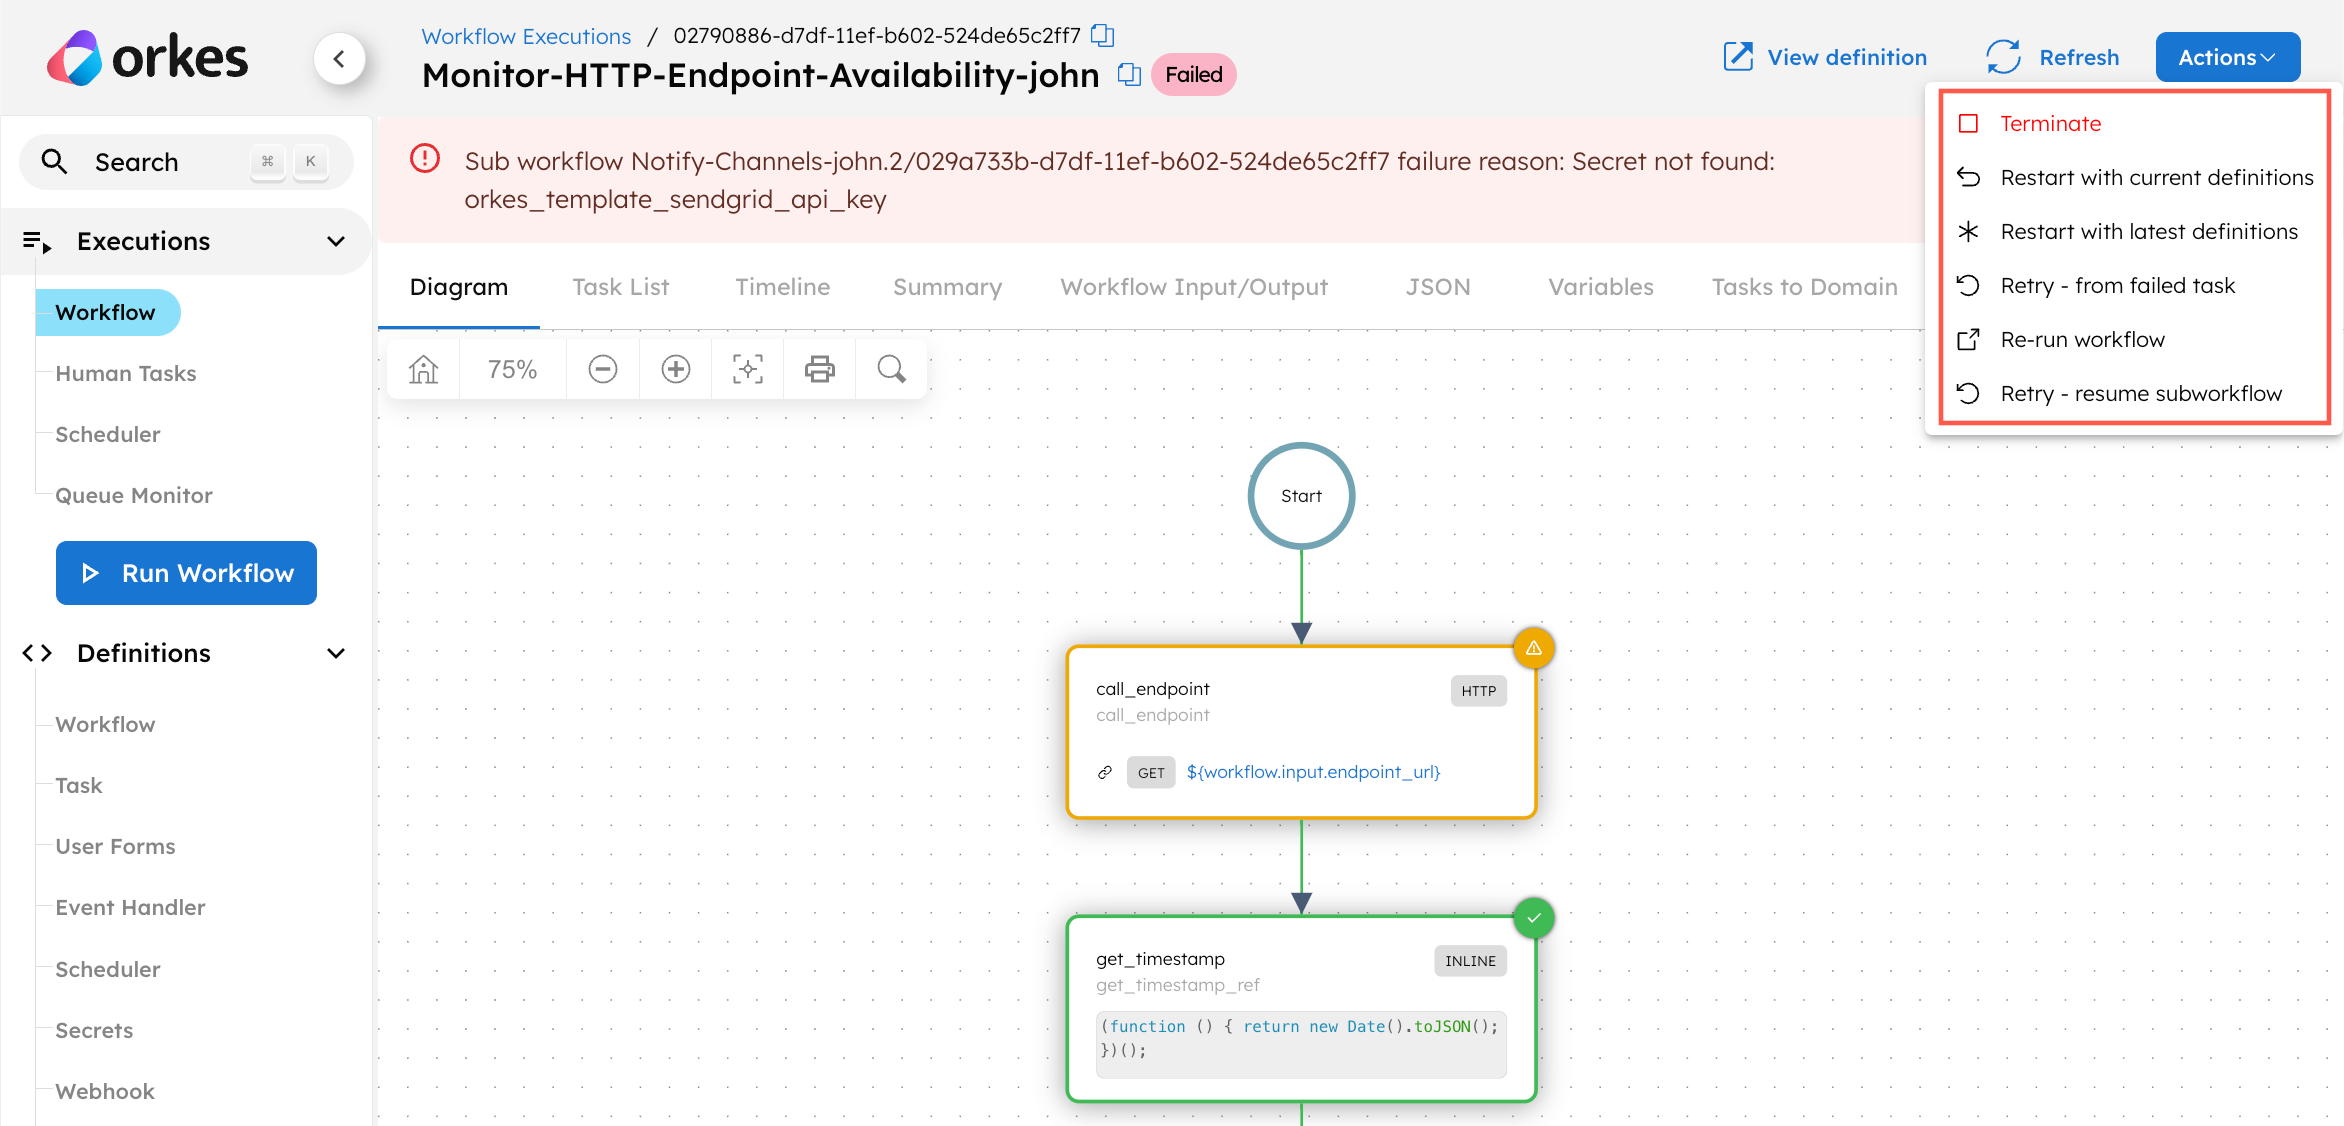 orkes
Workflow Executions / 02790886-d7df-11ef-b602-524de65c2ff7
Monitor-HTTP-Endpoint-Availability-john Failed
View definition
Refresh
Actions
Terminate
Restart with current definitions
Restart with latest definitions
Retry - from failed task
Re-run workflow
Retry - resume subworkflow
Search ⌘ K
Executions
Workflow
Human Tasks
Scheduler
Queue Monitor
Run Workflow
Definitions
Workflow
Task
User Forms
Event Handler
Scheduler
Secrets
Webhook
Sub workflow Notify-Channels-john.2/029a733b-d7df-11ef-b602-524de65c2ff7 failure reason: Secret not found:
orkes_template_sendgrid_api_key
Diagram Task List Timeline Summary Workflow Input/Output JSON Variables Tasks to Domain
75%
Start
call_endpoint HTTP
call_endpoint
GET ${workflow.input.endpoint_url}
get_timestamp INLINE
get_timestamp_ref
(function () { return new Date().toJSON();
})();